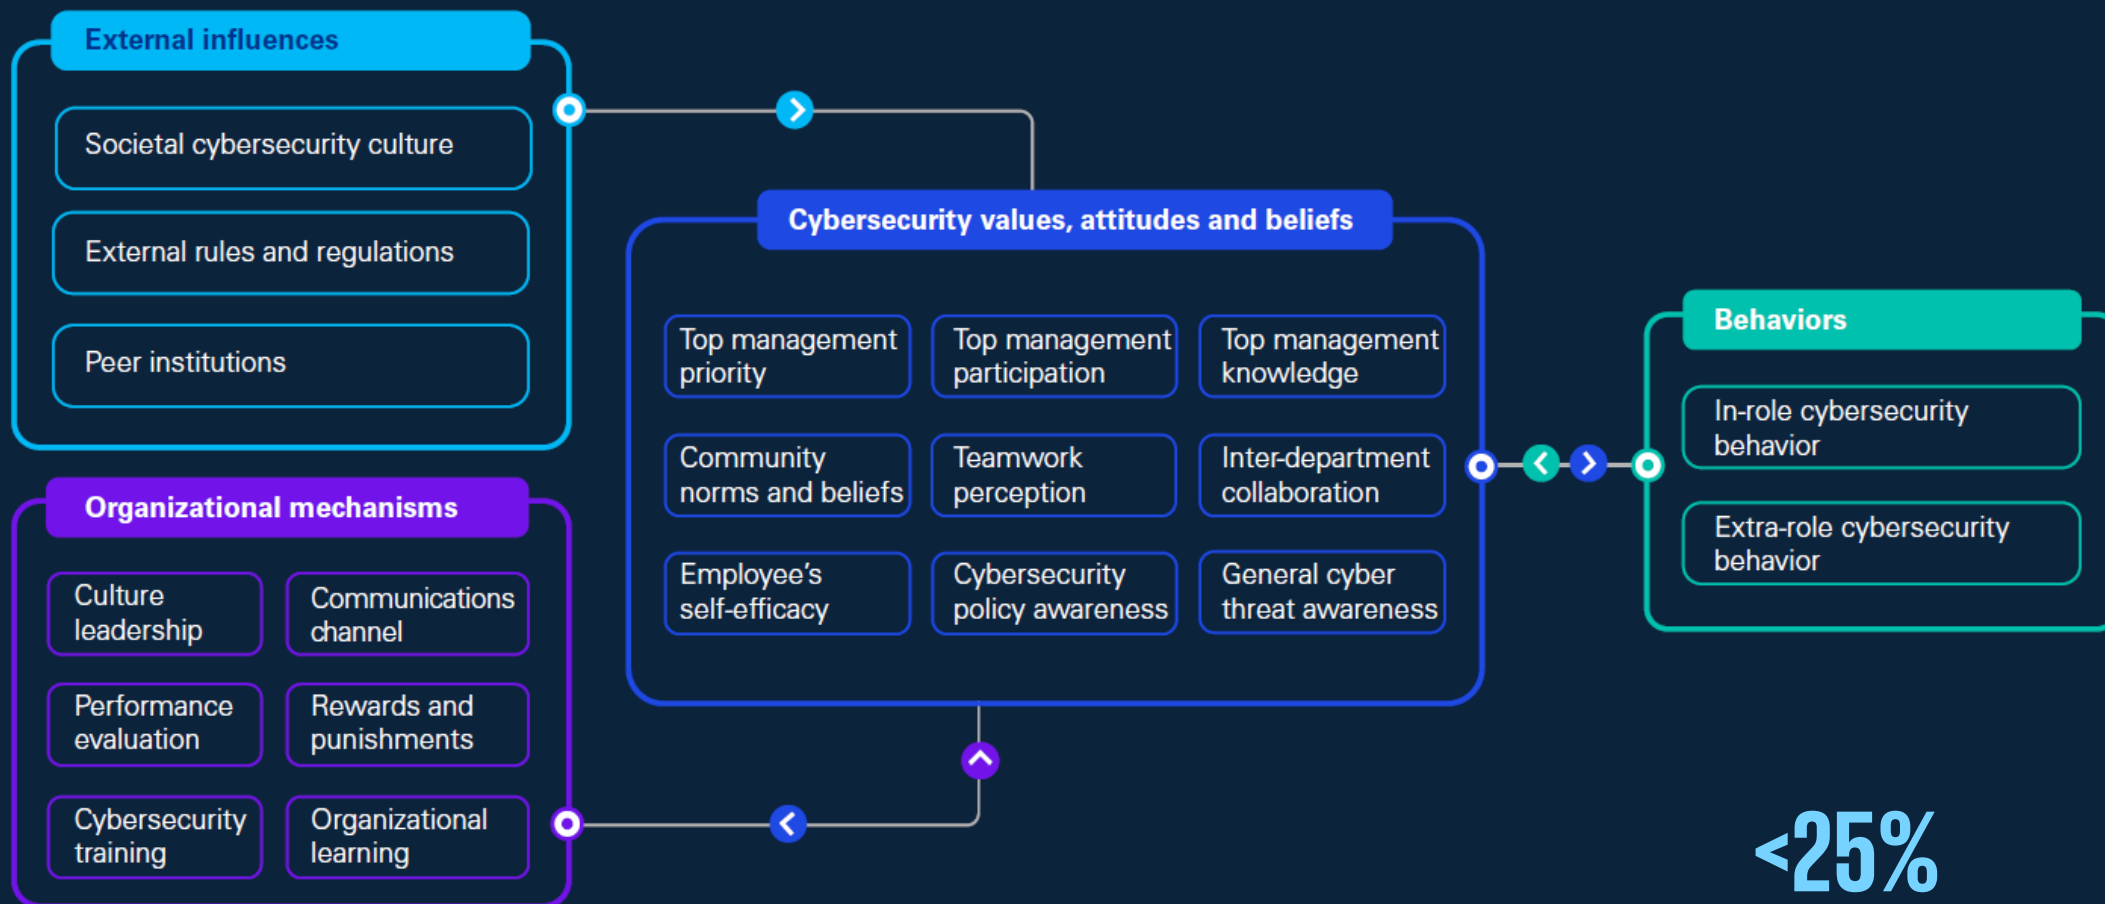 External influences
Societal cybersecurity culture
External rules and regulations
Peer institutions
Organizational mechanisms
Culture
leadership
Communications
channel
Performance
evaluation
Rewards and
punishments
Cybersecurity
training
Organizational
learning
Cybersecurity values, attitudes and beliefs
Top management
priority
Top management
participation
Top management
knowledge
Community
norms and beliefs
Teamwork
perception
Inter-department
collaboration
Employee’s
self-efficacy
Cybersecurity
policy awareness
General cyber
threat awareness
Behaviors
In-role cybersecurity
behavior
Extra-role cybersecurity
behavior
<25%